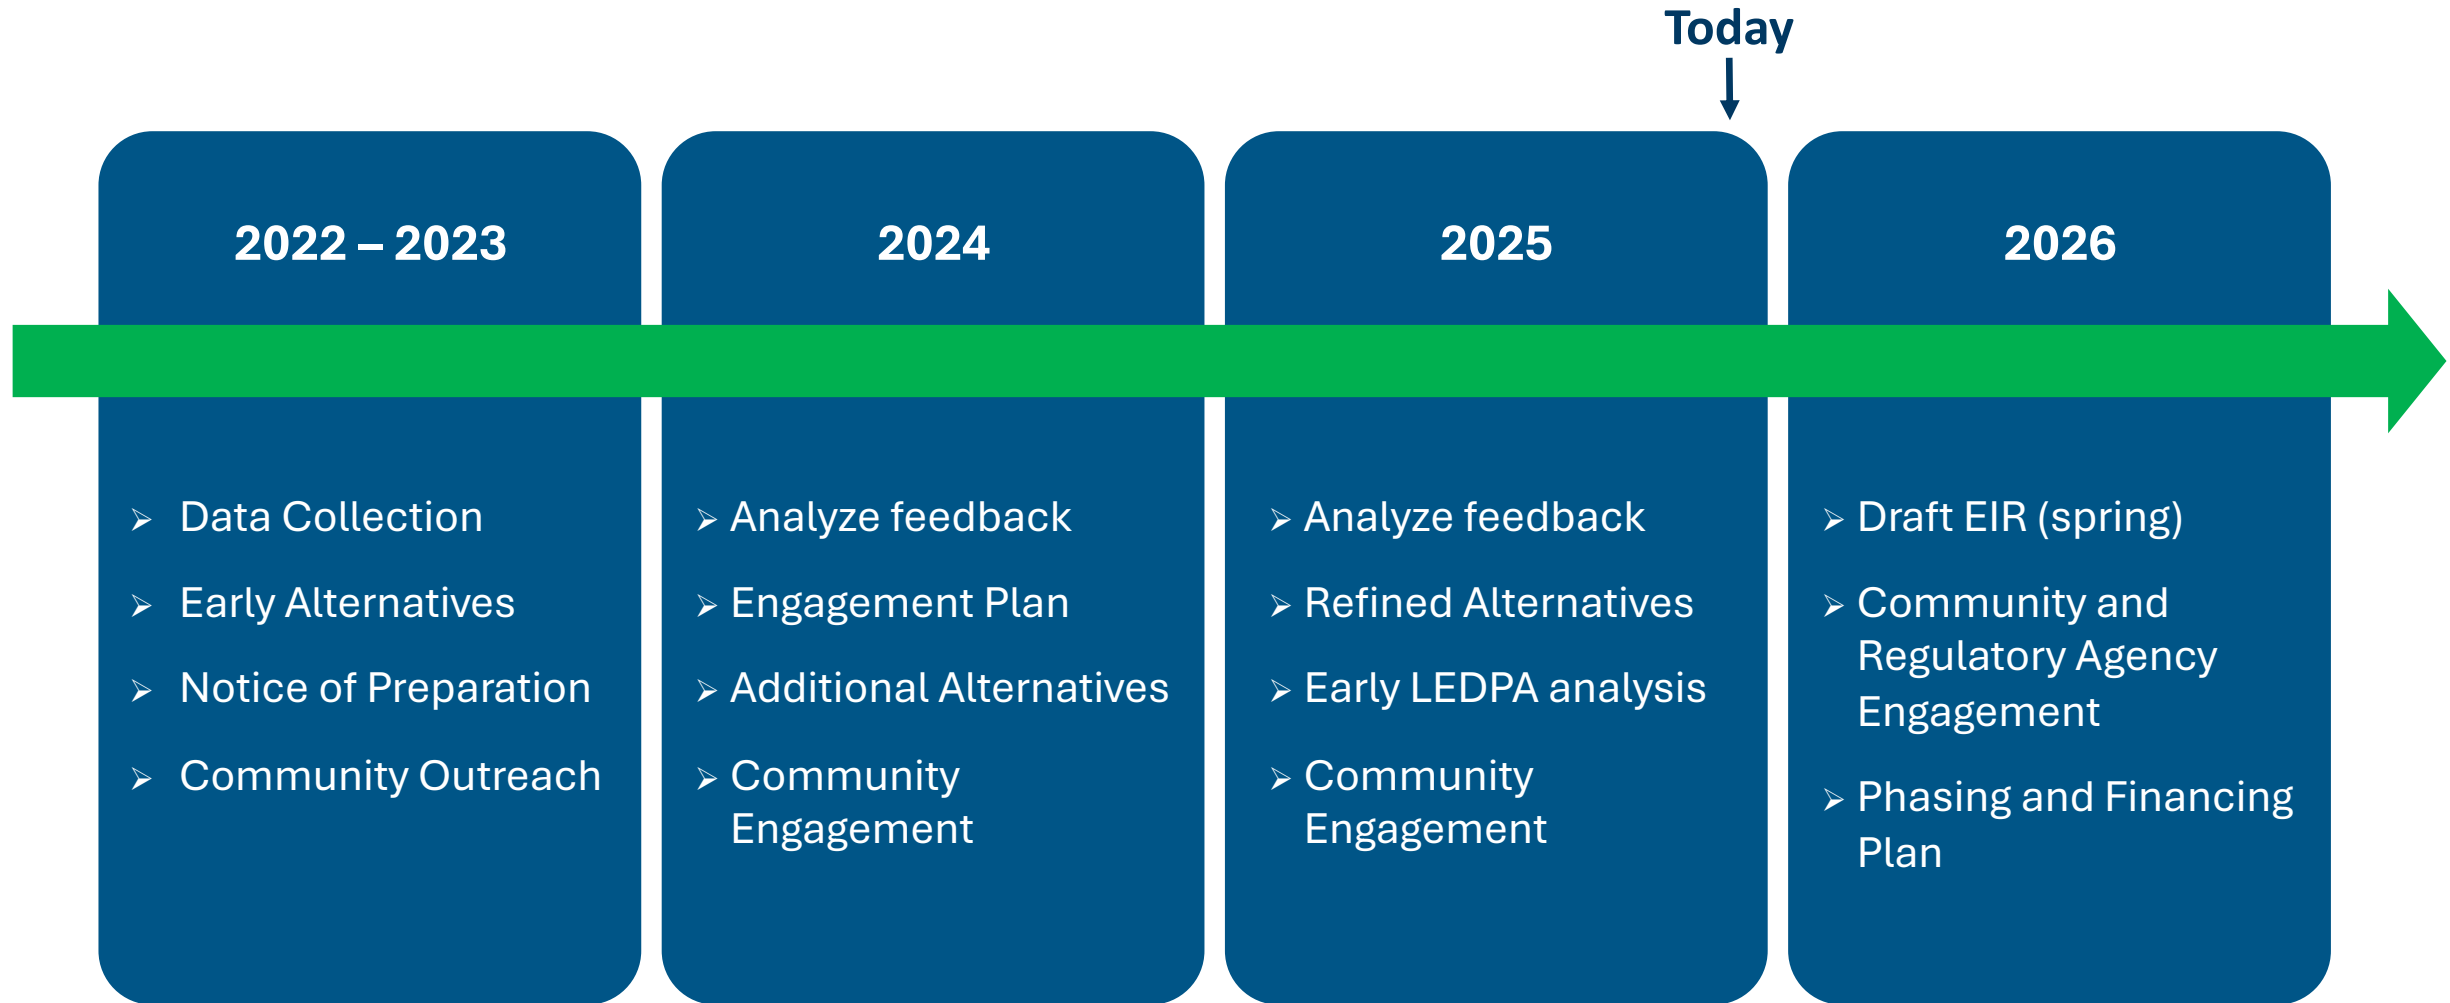 Today
2022 – 2023
➢ Data Collection
➢ Early Alternatives
➢ Notice of Preparation
➢ Community Outreach
2024
➢ Analyze feedback
➢ Engagement Plan
➢ Additional Alternatives
➢ Community
Engagement
2025
➢ Analyze feedback
➢ Refined Alternatives
➢ Early LEDPA analysis
➢ Community
Engagement
2026
➢ Draft EIR (spring)
➢ Community and
Regulatory Agency
Engagement
➢ Phasing and Financing
Plan